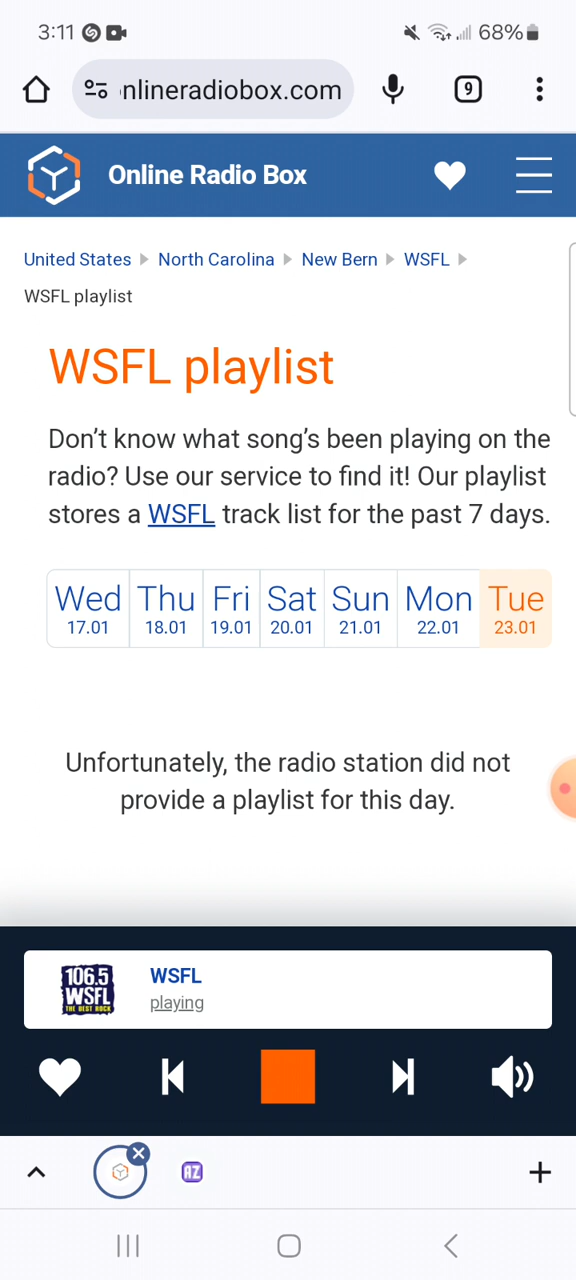 3:11 68%
nlineradiobox.com 9
Online Radio Box
United States North Carolina New Bern WSFL
WSFL playlist
WSFL playlist
Don't know what song's been playing on the
radio? Use our service to find it! Our playlist
stores a WSFL track list for the past 7 days.
Wed Thu Fri Sat Sun Mon Tue
17.01 18.01 19.01 20.01 21.01 22.01 23.01
Unfortunately, the radio station did not
provide a playlist for this day.
106.5
WSFL
THE BEST ROCK
WSFL
playing
AZ